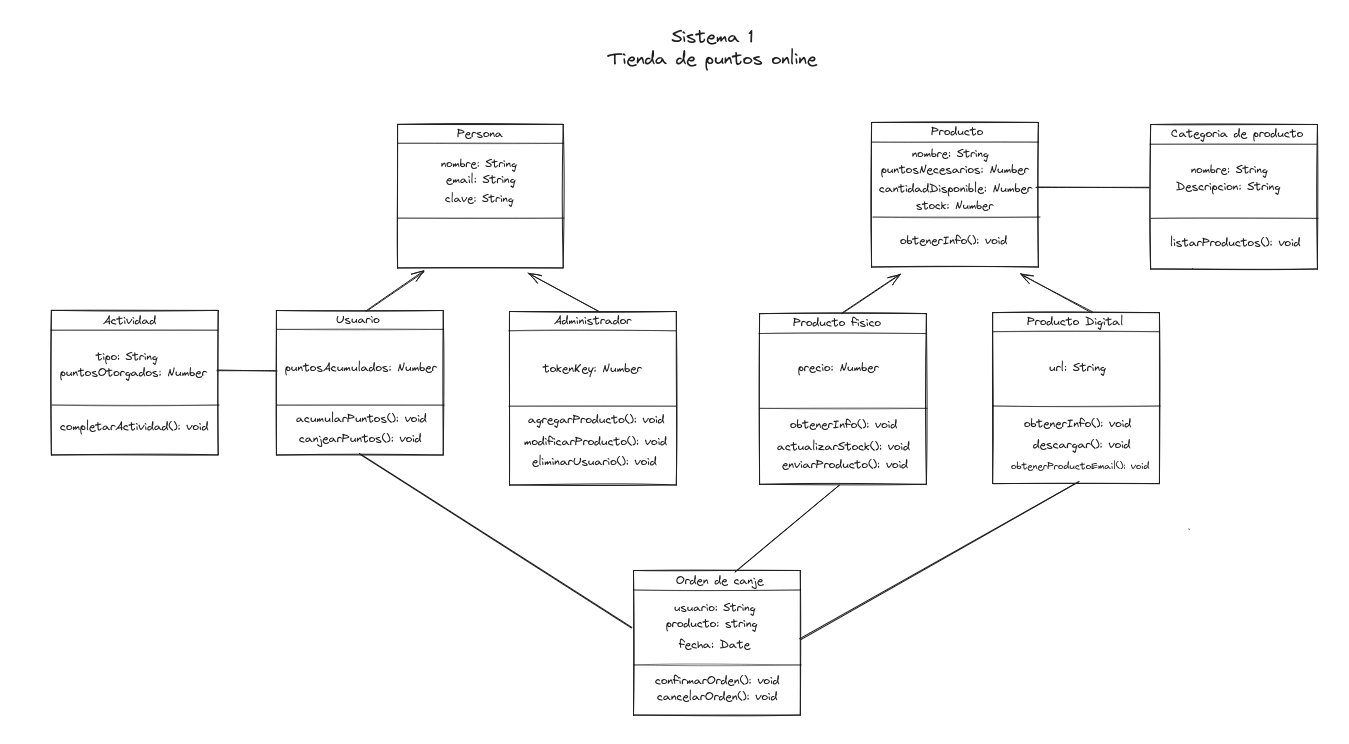 Sistema 1
Tienda de puntos online
Persona
nombre: String
email: String
clave: String
Producto
nombre: String
puntosNecesarios: Number
cantidadDisponible: Number
stock: Number
obtenerInfo(): void
Categoria de producto
nombre: String
Descripcion: String
listarProductos(): void
Actividad
tipo: String
puntosOtorgados: Number
completarActividad(): void
Usuario
puntosAcumulados: Number
acumularPuntos(): void
canjearPuntos(): void
Administrador
tokenKey: Number
agregarProducto(): void
modificarProducto(): void
eliminarUsuario(): void
Producto fisico
precio: Number
obtenerInfo(): void
actualizarStock(): void
enviarProducto(): void
Producto Digital
url: String
obtenerInfo(): void
descargar(): void
obtenerProductoEmail(): void
Orden de canje
usuario: String
producto: string
fecha: Date
confirmarOrden(): void
cancelarOrden(): void